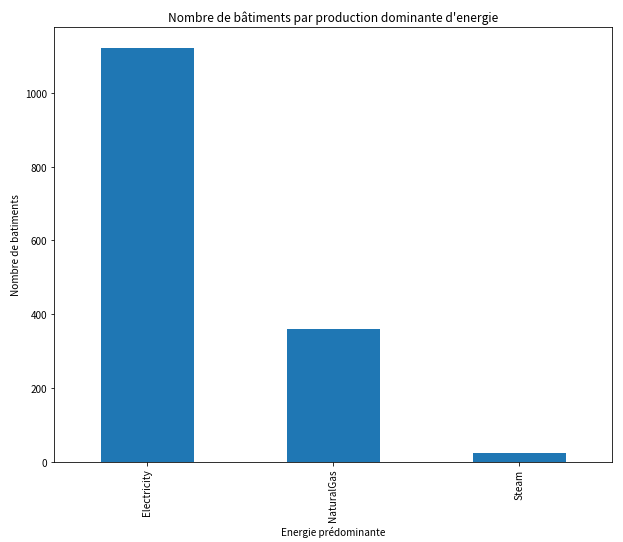 Nombre de bâtiments par production dominante d'energie
Nombre de batiments
1000
800
600
400
200
0
Electricity
NaturalGas
Steam
Energie prédominante